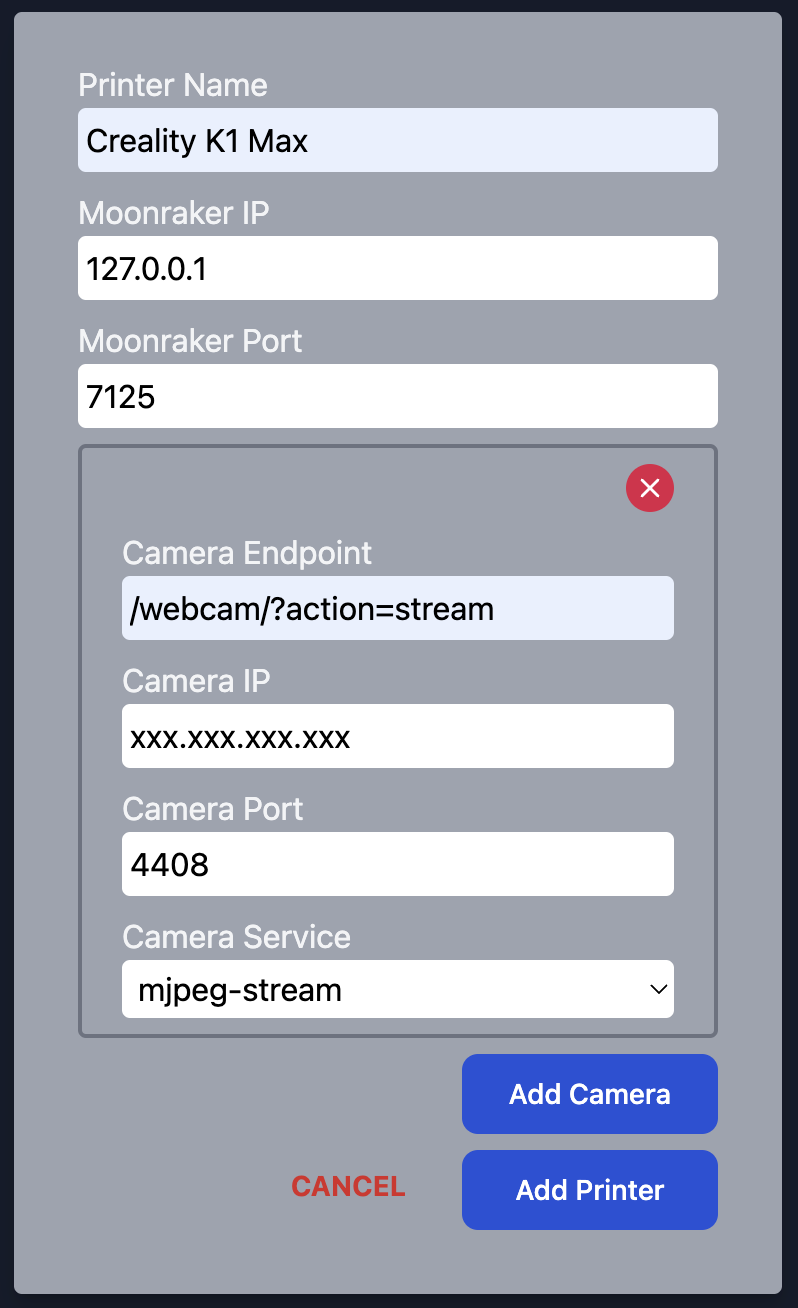 Printer Name
Creality K1 Max
Moonraker IP
127.0.0.1
Moonraker Port
7125
Camera Endpoint
/webcam/?action=stream
Camera IP
xxx.xxx.xxx.xxx
Camera Port
4408
Camera Service
mjpeg-stream
Add Camera
CANCEL
Add Printer